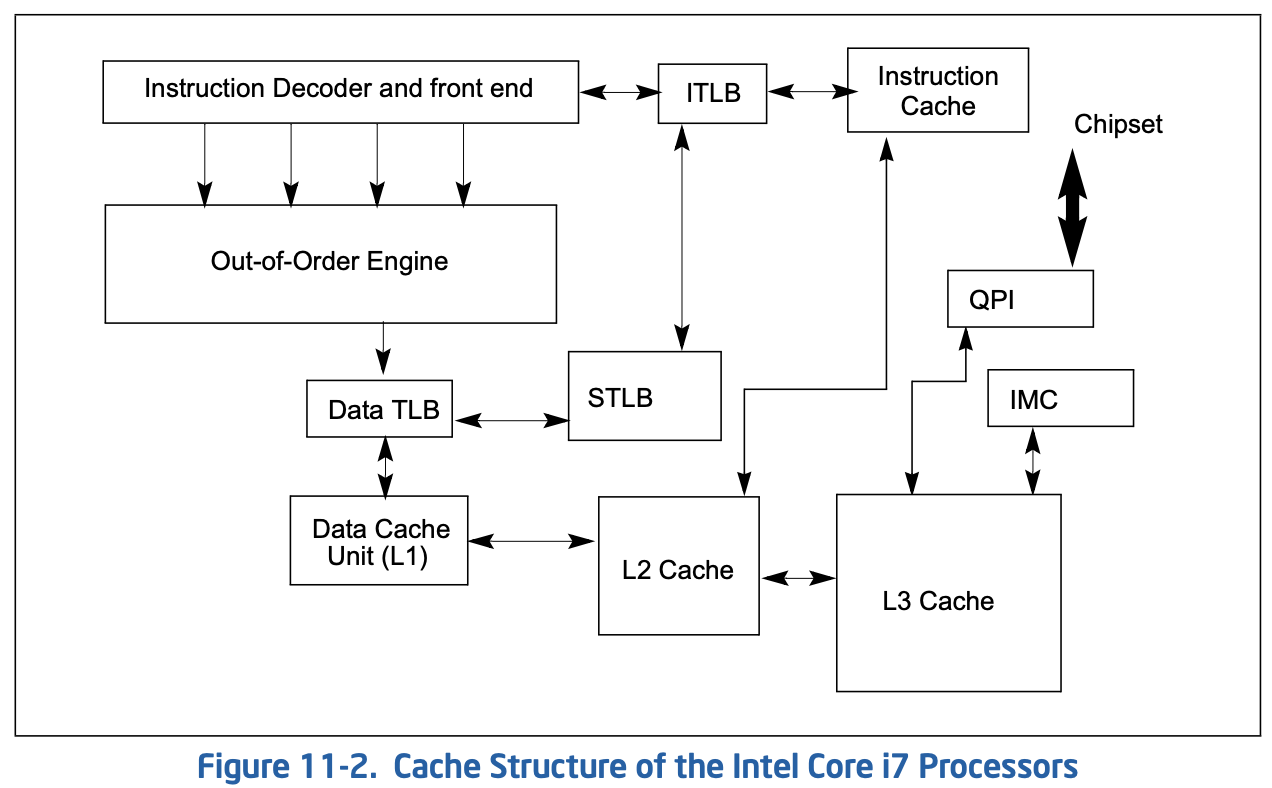 Instruction Decoder and front end
ITLB
Instruction
Cache
Chipset
Out-of-Order Engine
QPI
STLB
IMC
Data TLB
Data Cache
Unit (L1)
L2 Cache
L3 Cache
Figure 11-2. Cache Structure of the Intel Core i7 Processors